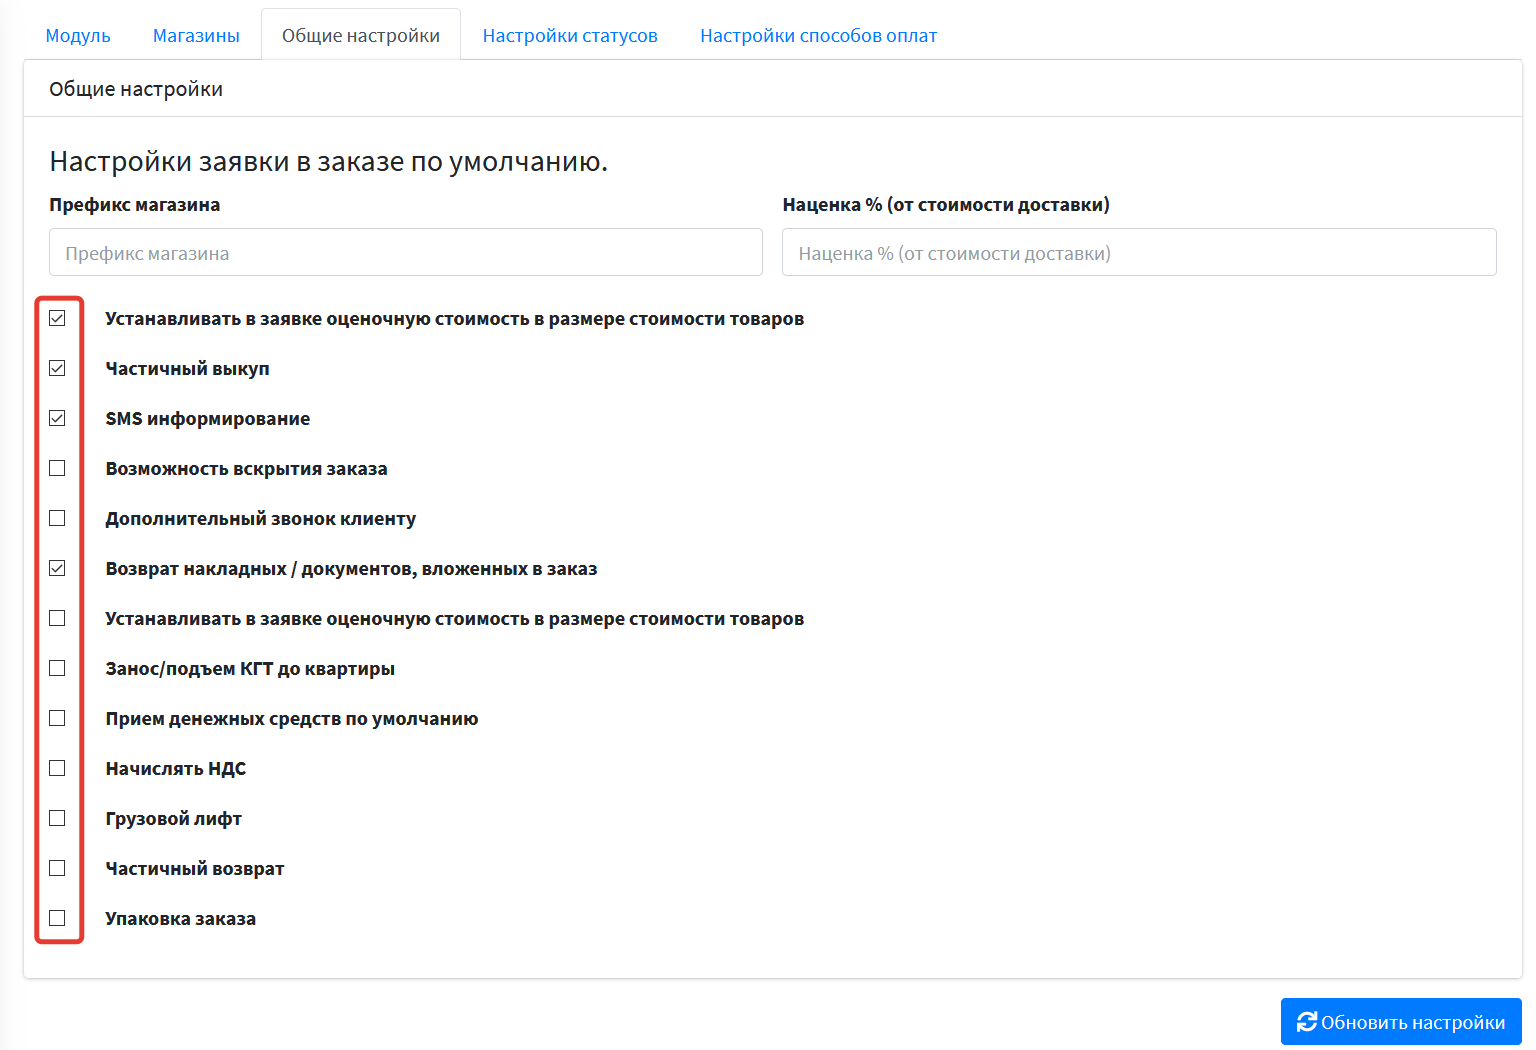 Модуль Магазины Общие настройки Настройки статусов Настройки способов оплат
Общие настройки
Настройки заявки в заказе по умолчанию.
Префикс магазина Наценка % (от стоимости доставки)
Префикс магазина Наценка % (от стоимости доставки)
Устанавливать в заявке оценочную стоимость в размере стоимости товаров
Частичный выкуп
SMS информирование
Возможность вскрытия заказа
Дополнительный звонок клиенту
Возврат накладных / документов, вложенных в заказ
Устанавливать в заявке оценочную стоимость в размере стоимости товаров
Занос/подъем КГТ до квартиры
Прием денежных средств по умолчанию
Начислять НДС
Грузовой лифт
Частичный возврат
Упаковка заказа
Обновить настройки